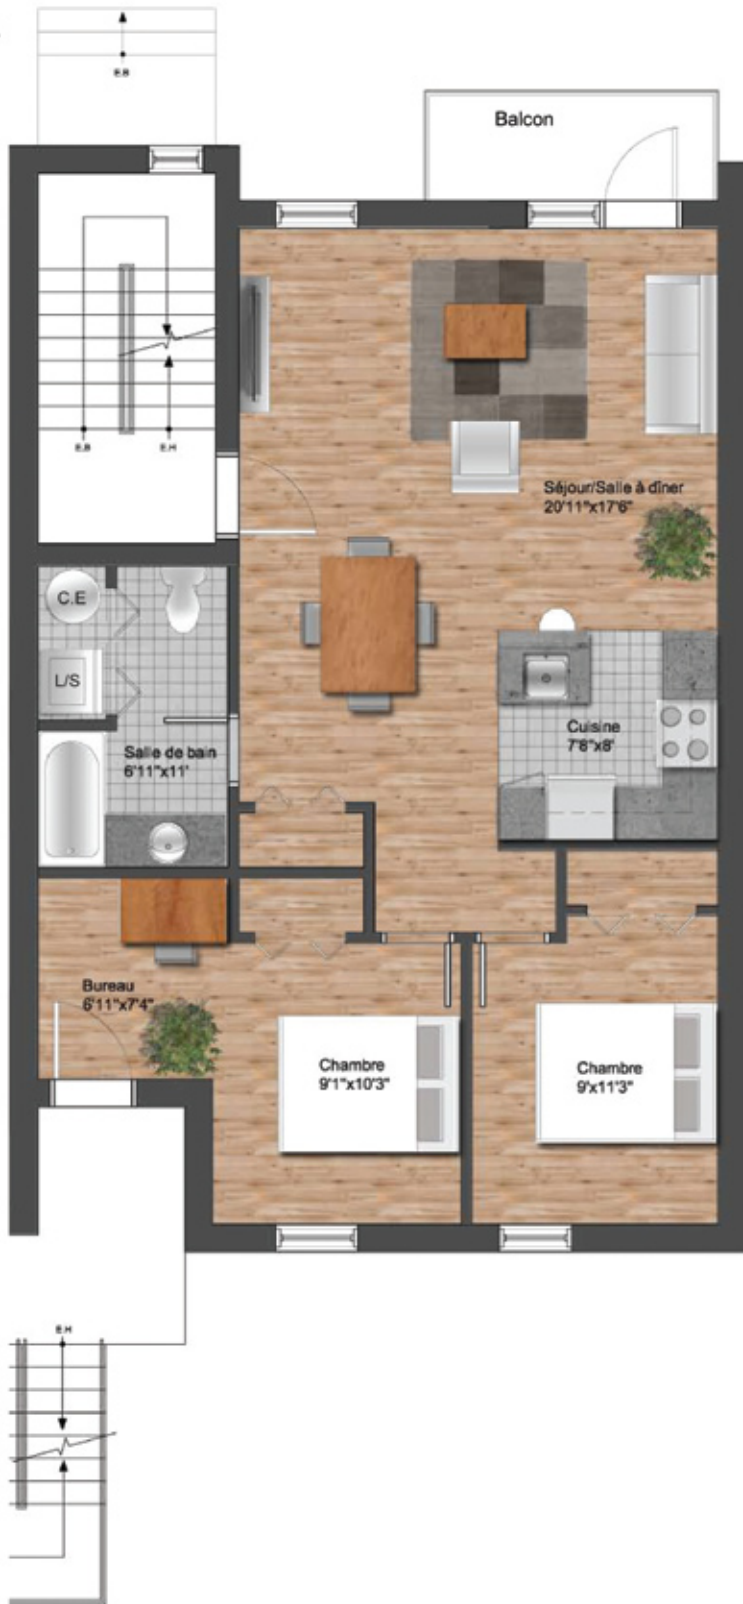 E.B
Balcon
E.B
E.H
Séjour/Salle à dîner
20'11"x17'6"
C.E
L/S
Cuisine
7'8"x8'
Salle de bain
6'11"x11'
Bureau
6'11"x7'4"
Chambre
9'1"x10'3"
Chambre
9'x11'3"
E.H